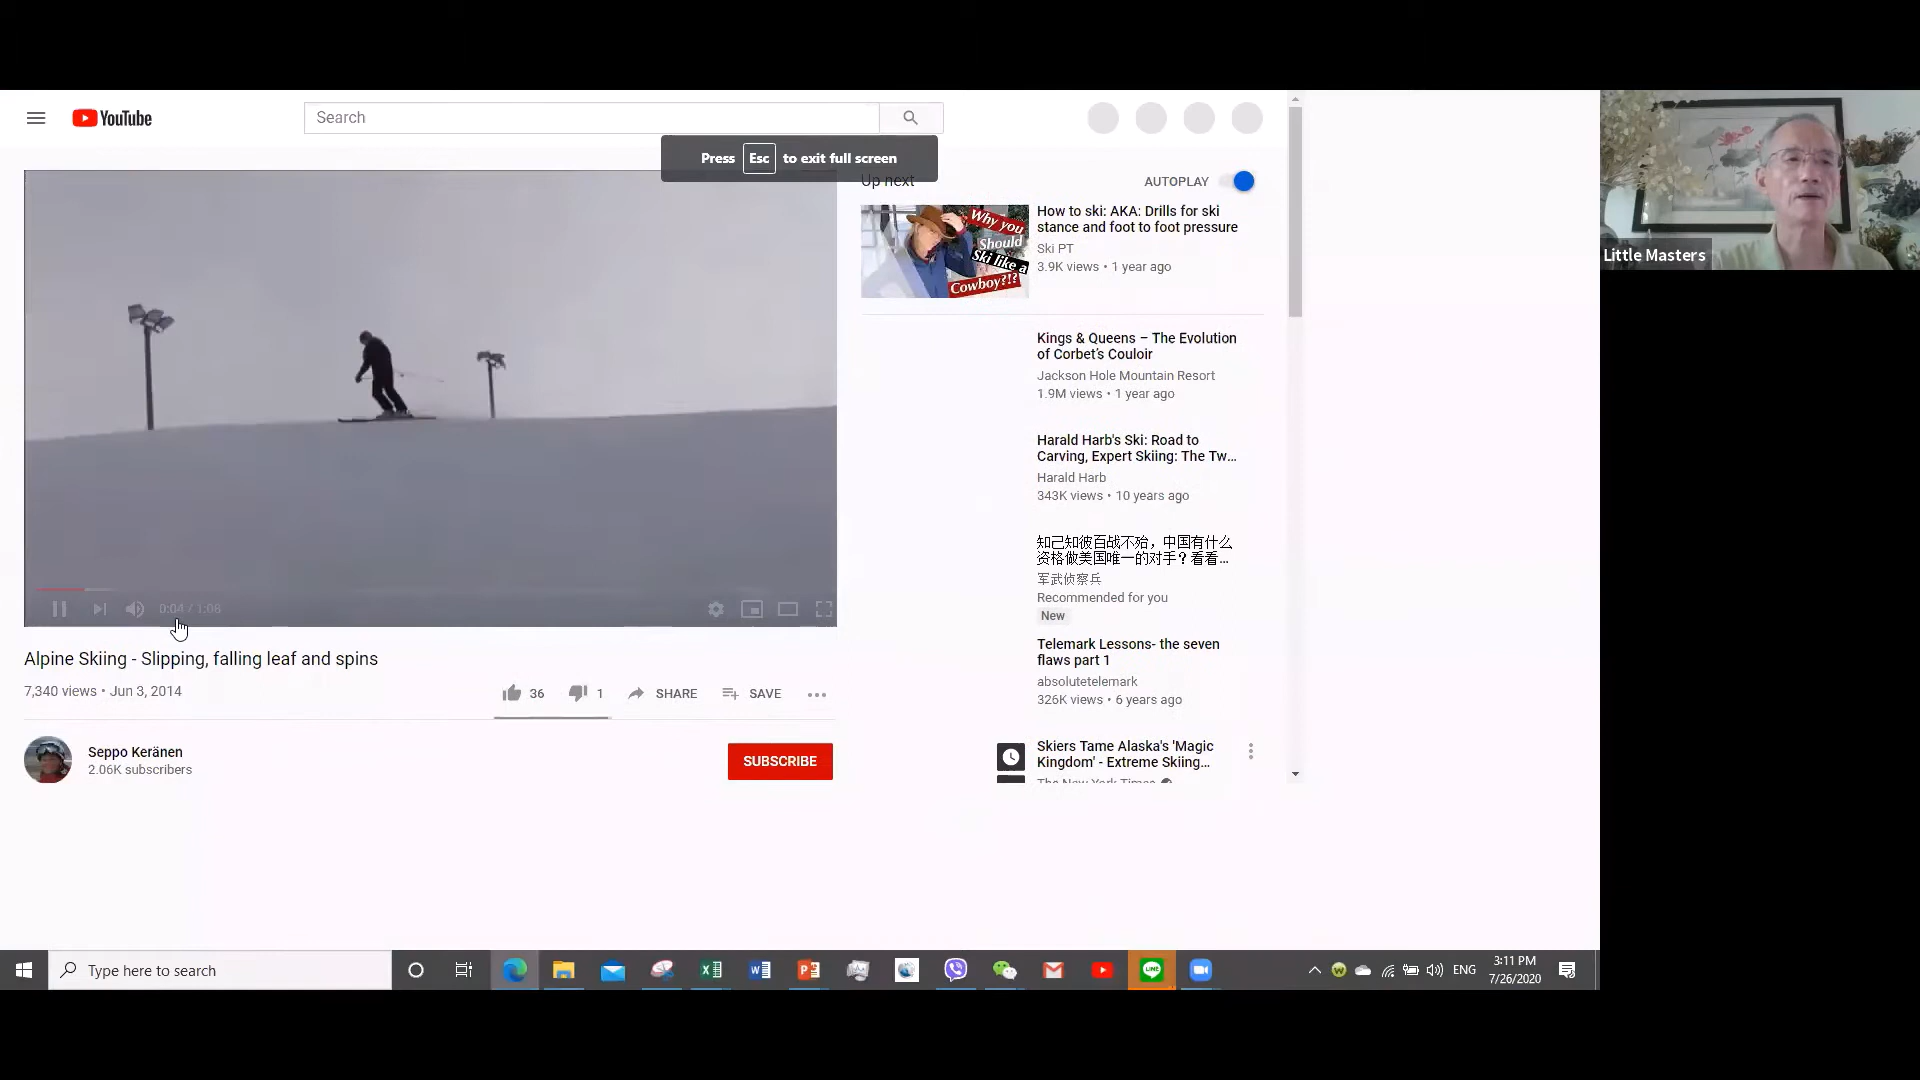 YouTube
Search
Press Esc to exit full screen
Up next
AUTOPLAY
Why you
Should
Ski like a
Cowboy?!?
How to ski: AKA: Drills for ski
stance and foot to foot pressure
Ski PT
3.9K views • 1 year ago
Kings & Queens – The Evolution
of Corbet’s Couloir
Jackson Hole Mountain Resort
1.9M views • 1 year ago
Harald Harb's Ski: Road to
Carving, Expert Skiing: The Tw...
Harald Harb
343K views • 10 years ago
知己知彼百战不殆，中国有什么
资格做美国唯一的对手？看看...
军武侦察兵
Recommended for you
New
Telemark Lessons- the seven
flaws part 1
absolutetelemark
326K views • 6 years ago
Skiers Tame Alaska's 'Magic
Kingdom' - Extreme Skiing...
The New York Times
0:04 / 1:06
Alpine Skiing - Slipping, falling leaf and spins
7,340 views • Jun 3, 2014
36
1
SHARE
SAVE
Seppo Keränen
2.06K subscribers
SUBSCRIBE
Little Masters
Type here to search
ENG
3:11 PM
7/26/2020